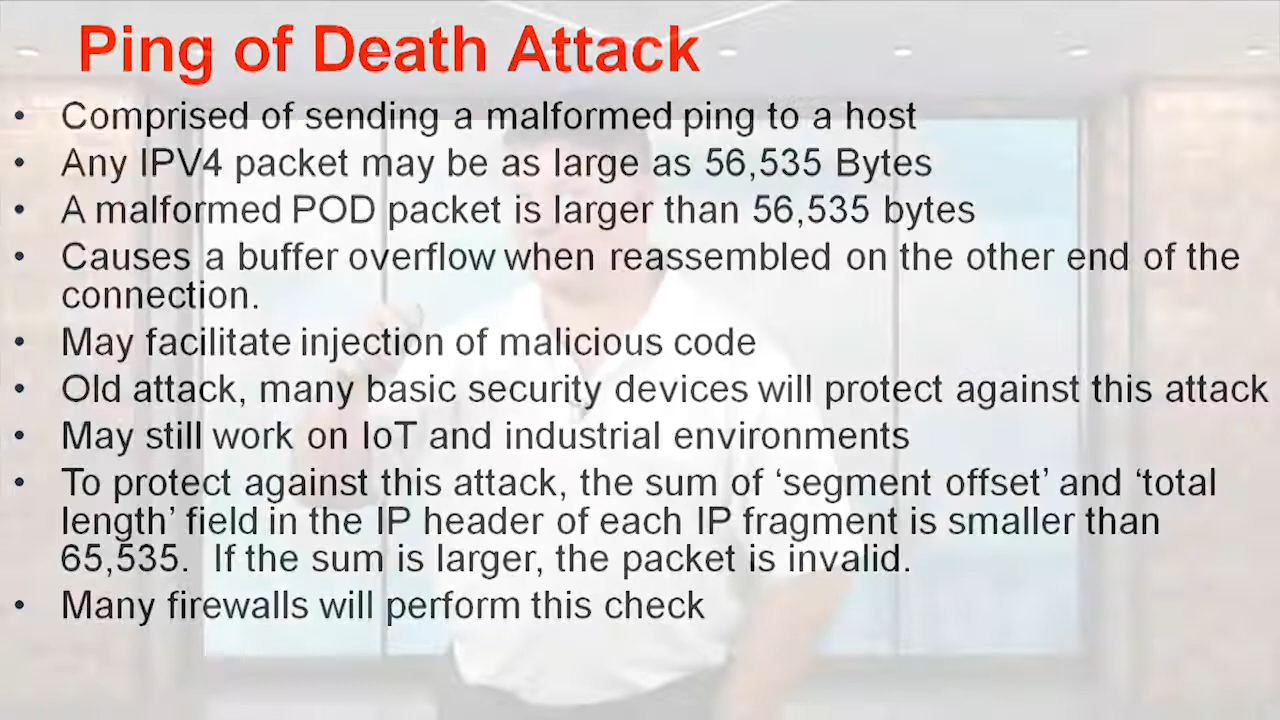 Ping of Death Attack
• Comprised of sending a malformed ping to a host
• Any IPV4 packet may be as large as 56,535 Bytes
• A malformed POD packet is larger than 56,535 bytes
• Causes a buffer overflow when reassembled on the other end of the
connection.
• May facilitate injection of malicious code
• Old attack, many basic security devices will protect against this attack
• May still work on IoT and industrial environments
• To protect against this attack, the sum of ‘segment offset’ and ‘total
length’ field in the IP header of each IP fragment is smaller than
65,535. If the sum is larger, the packet is invalid.
• Many firewalls will perform this check